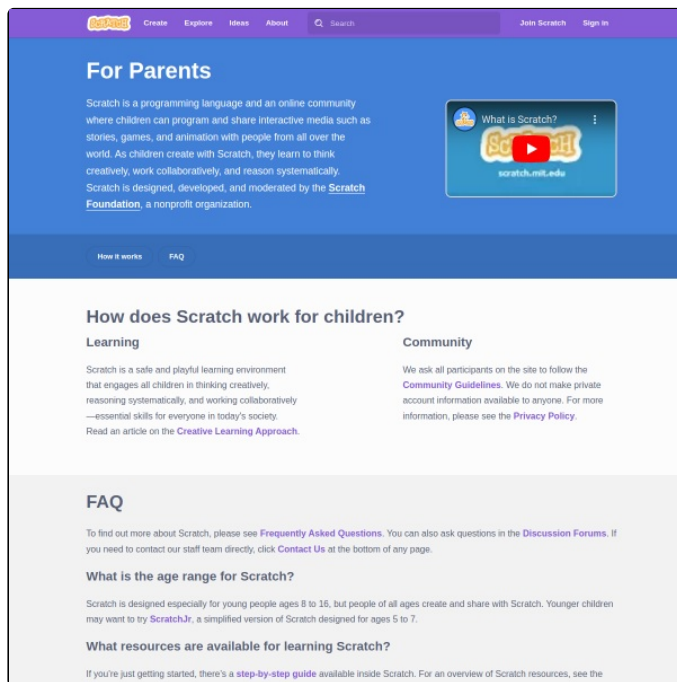 SCRATCH Create Explore Ideas About Search Join Scratch Sign in
For Parents
Scratch is a programming language and an online community
where children can program and share interactive media such as
stories, games, and animation with people from all over the
world. As children create with Scratch, they learn to think
creatively, work collaboratively, and reason systematically.
Scratch is designed, developed, and moderated by the Scratch
Foundation, a nonprofit organization.
What is Scratch?
SCRATCH
scratch.mit.edu
How it works FAQ
How does Scratch work for children?
Learning
Scratch is a safe and playful learning environment
that engages all children in thinking creatively,
reasoning systematically, and working collaboratively
—essential skills for everyone in today's society.
Read an article on the Creative Learning Approach.
Community
We ask all participants on the site to follow the
Community Guidelines. We do not make private
account information available to anyone. For more
information, please see the Privacy Policy.
FAQ
To find out more about Scratch, please see Frequently Asked Questions. You can also ask questions in the Discussion Forums. If
you need to contact our staff team directly, click Contact Us at the bottom of any page.
What is the age range for Scratch?
Scratch is designed especially for young people ages 8 to 16, but people of all ages create and share with Scratch. Younger children
may want to try ScratchJr, a simplified version of Scratch designed for ages 5 to 7.
What resources are available for learning Scratch?
If you're just getting started, there's a step-by-step guide available inside Scratch. For an overview of Scratch resources, see the